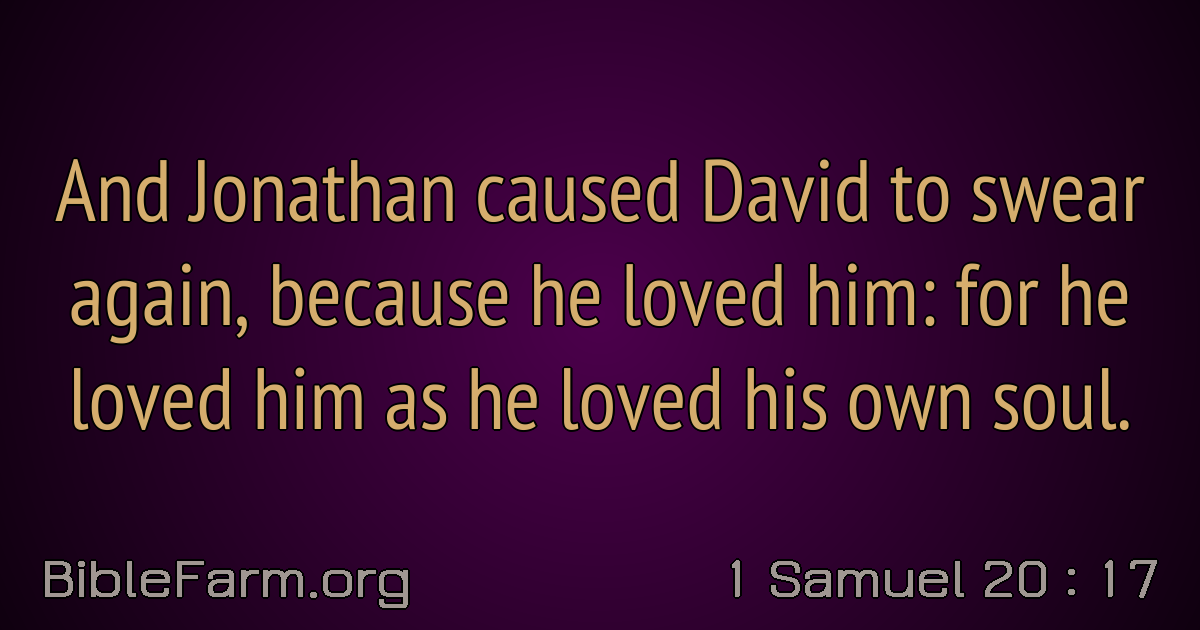 And Jonathan caused David to swear
again, because he loved him: for he
loved him as he loved his own soul.
BibleFarm.org
1 Samuel 20 : 17